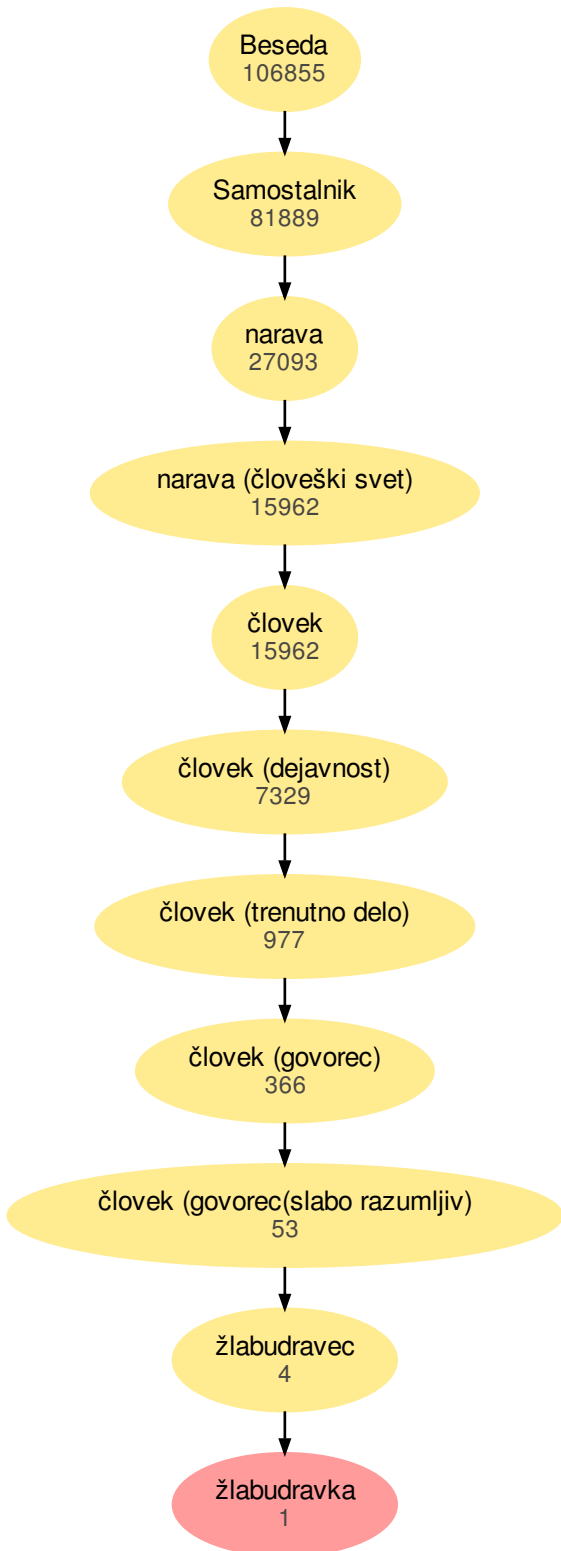 Beseda
106855
Samostalnik
81889
narava
27093
narava (človeški svet)
15962
človek
15962
človek (dejavnost)
7329
človek (trenutno delo)
977
človek (govorec)
366
človek (govorec(slabo razumljiv)
53
žlabudravec
4
žlabudravka
1